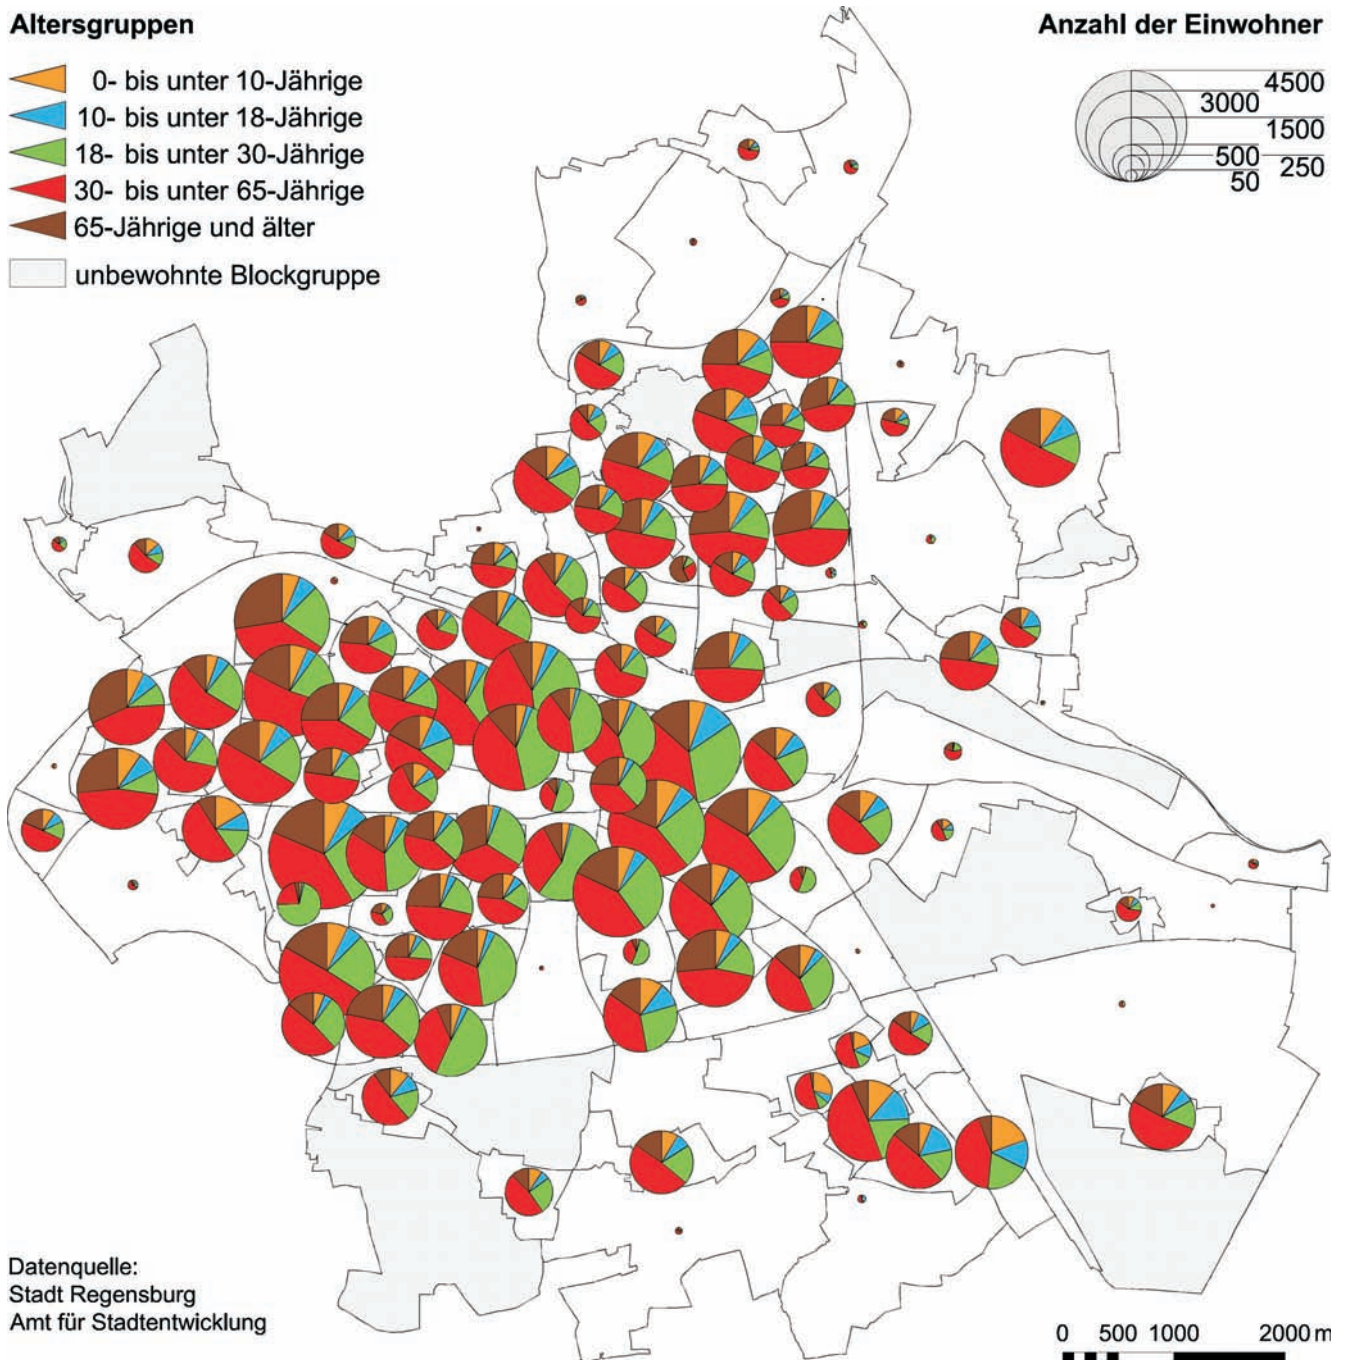 Altersgruppen
0- bis unter 10-Jährige
10- bis unter 18-Jährige
18- bis unter 30-Jährige
30- bis unter 65-Jährige
65-Jährige und älter
unbewohnte Blockgruppe
Anzahl der Einwohner
4500
3000
1500
500
250
50
Datenquelle:
Stadt Regensburg
Amt für Stadtentwicklung
0 500 1000 2000 m